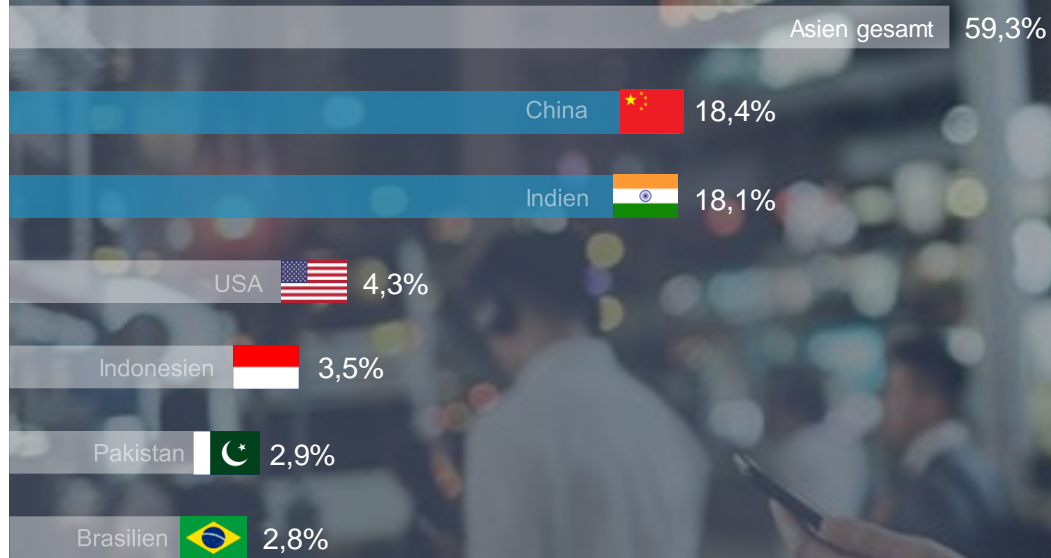 Asien gesamt 59,3%
China 18,4%
Indien 18,1%
USA 4,3%
Indonesien 3,5%
Pakistan 2,9%
Brasilien 2,8%